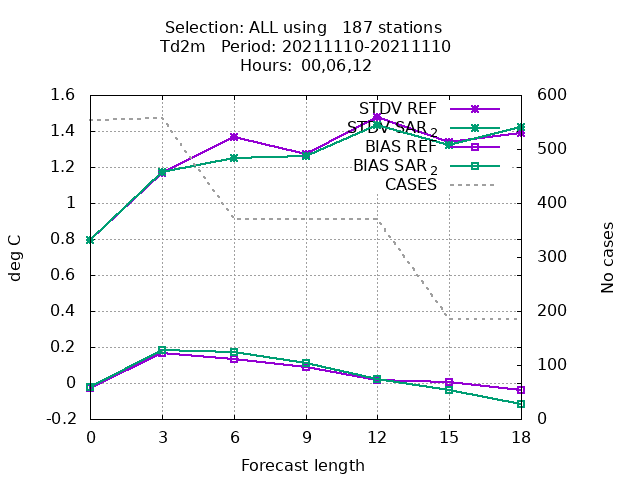 Selection: ALL using   187 stations
Td2m   Period: 20211110-20211110
Hours:  00,06,12
1.6
1.4
1.2
1
0.8
0.6
0.4
0.2
0
-0.2
deg C
600
500
400
300
200
100
0
No cases
STDV REF
STDV SAR 2
BIAS REF
BIAS SAR 2
CASES
0 3 6 9 12 15 18
Forecast length